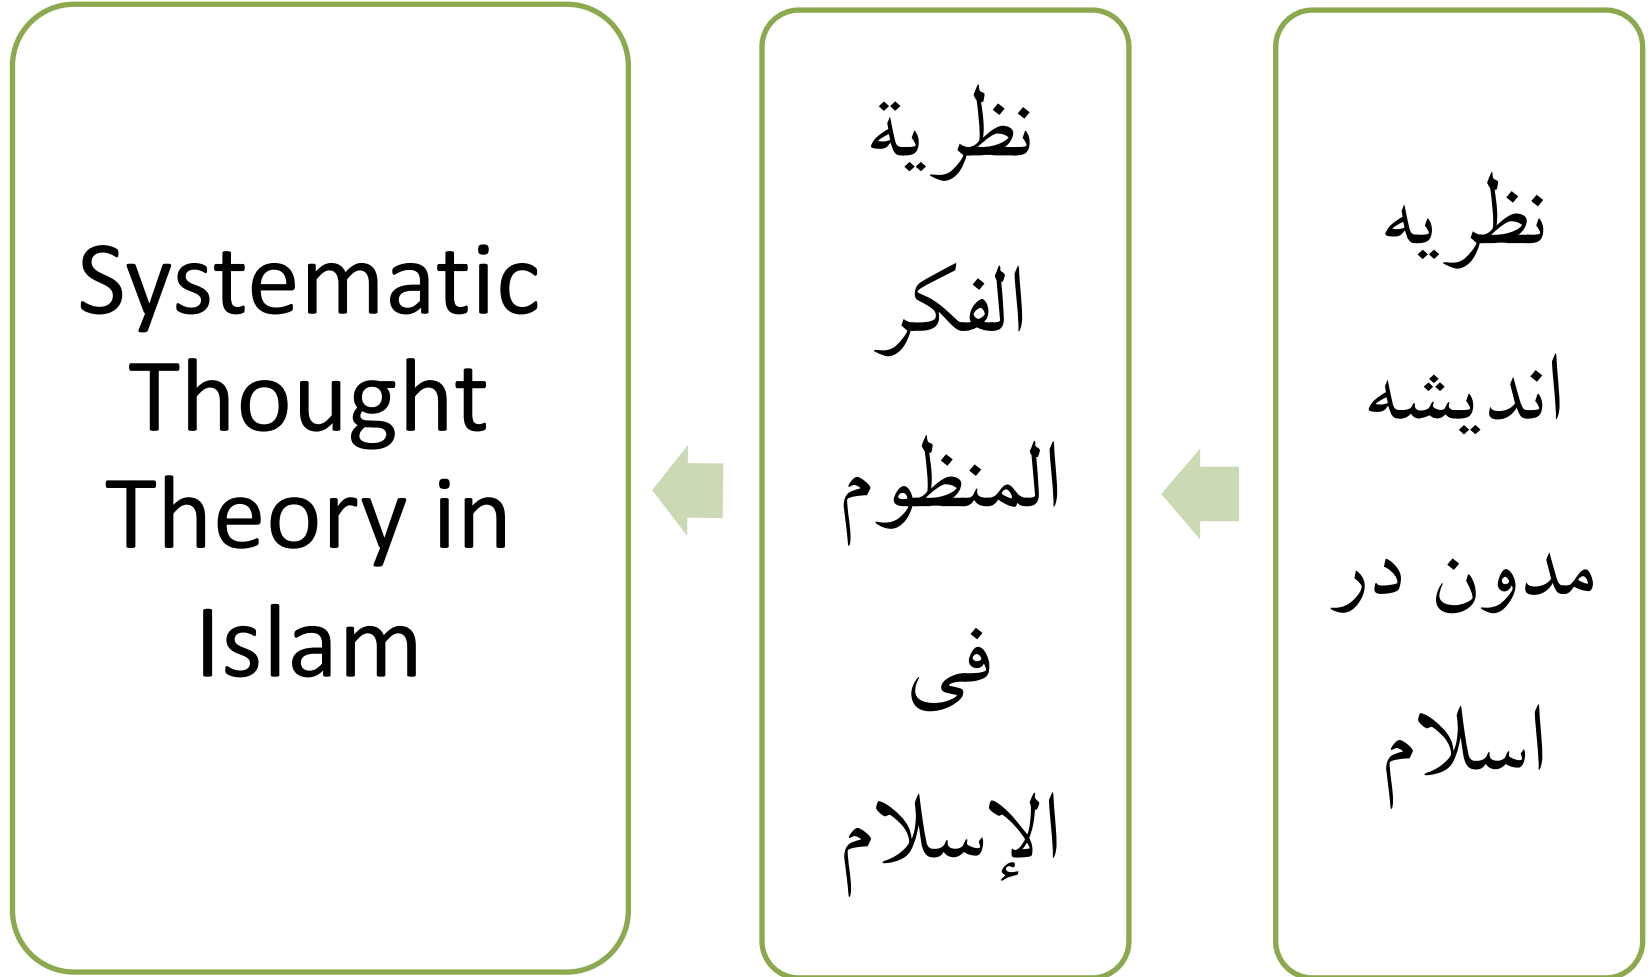 نظریه
اندیشه
مدون در
اسلام
نظرية
الفكر
المنظوم
فی
الإسلام
Systematic
Thought
Theory in
Islam